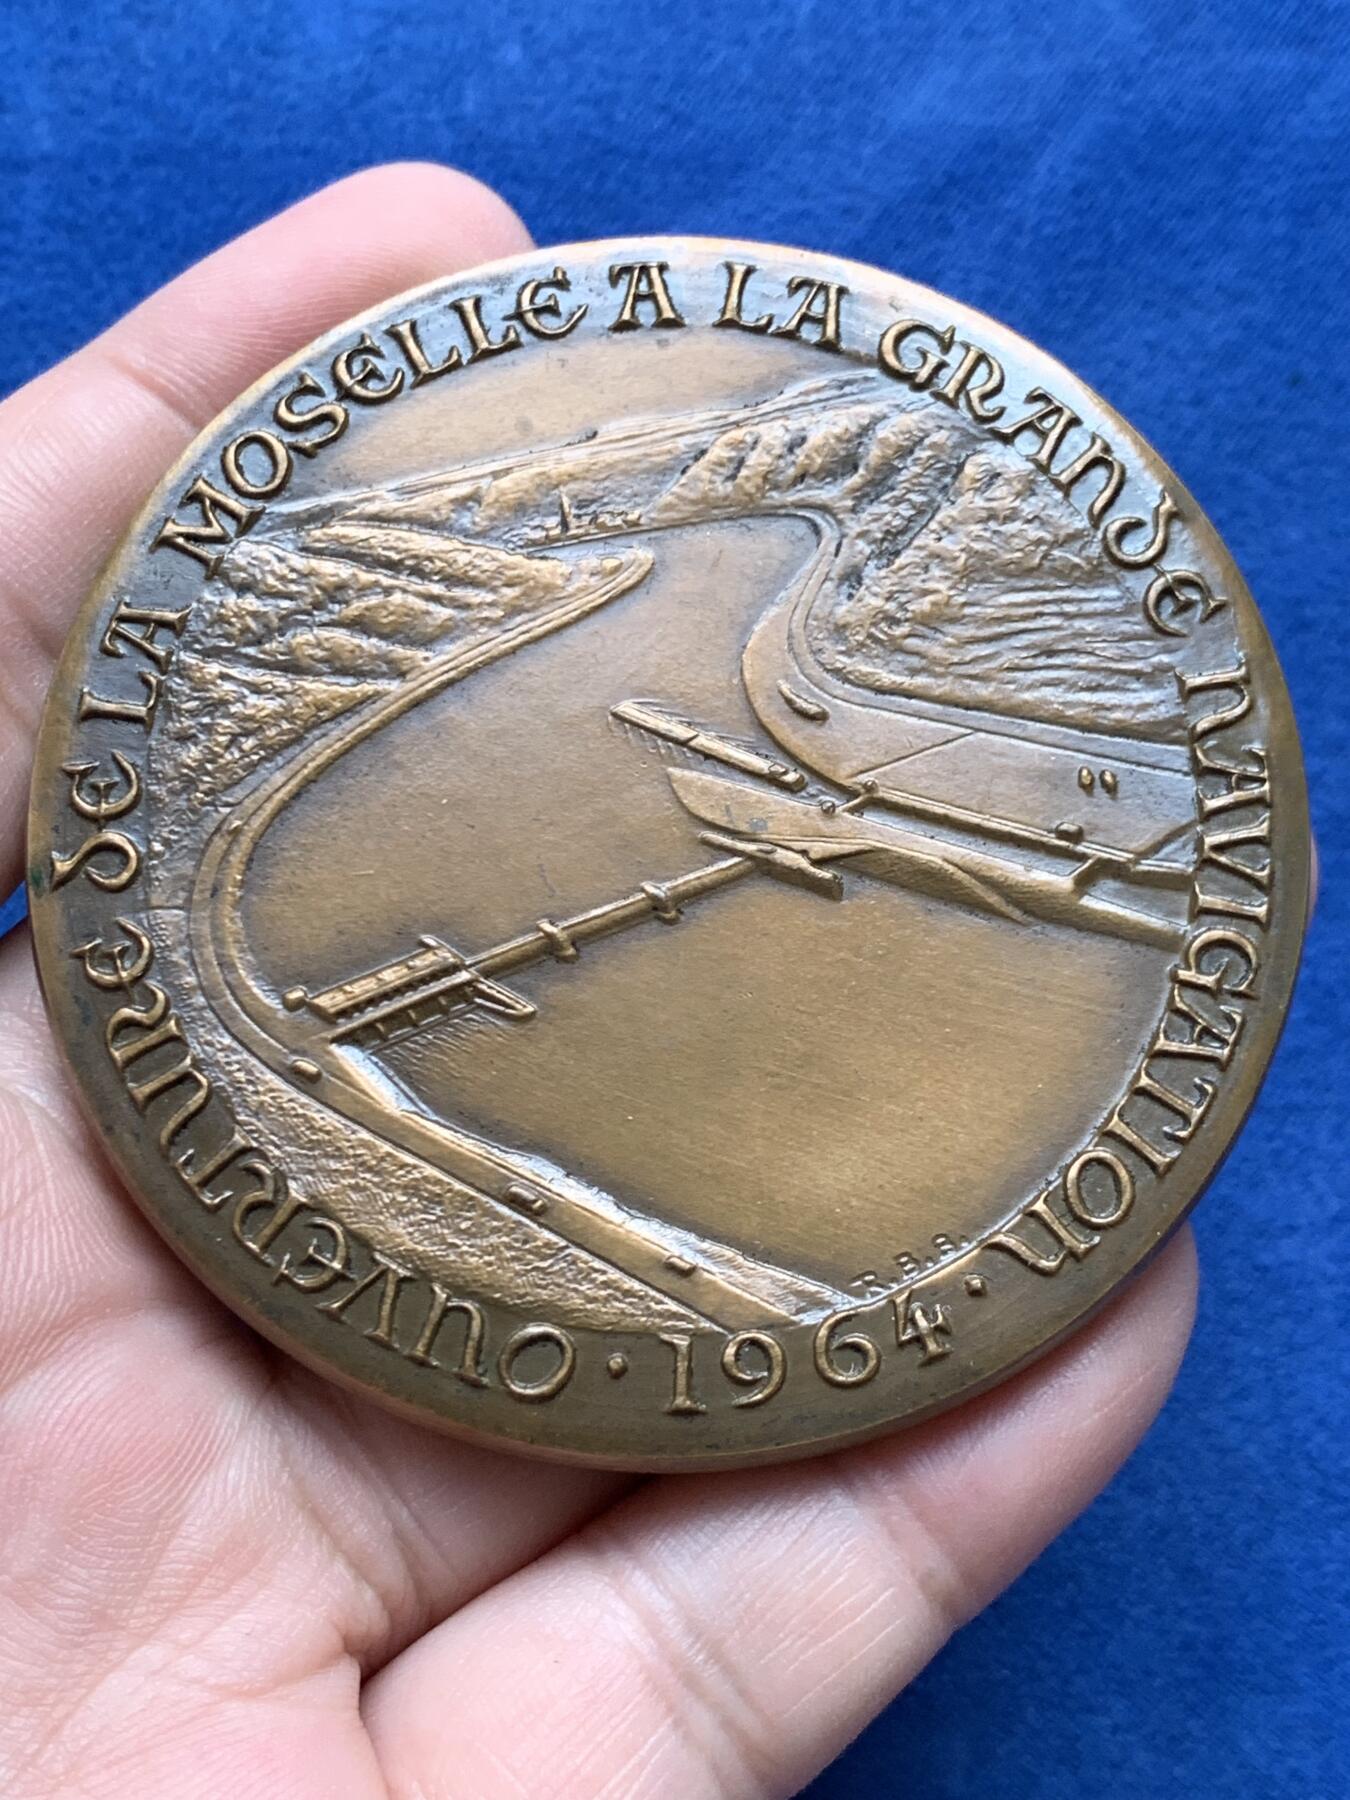 OUVERTURE DE LA MOSELLE A LA GRANDE NAVIGATION · 1964 ·
R.B.S.